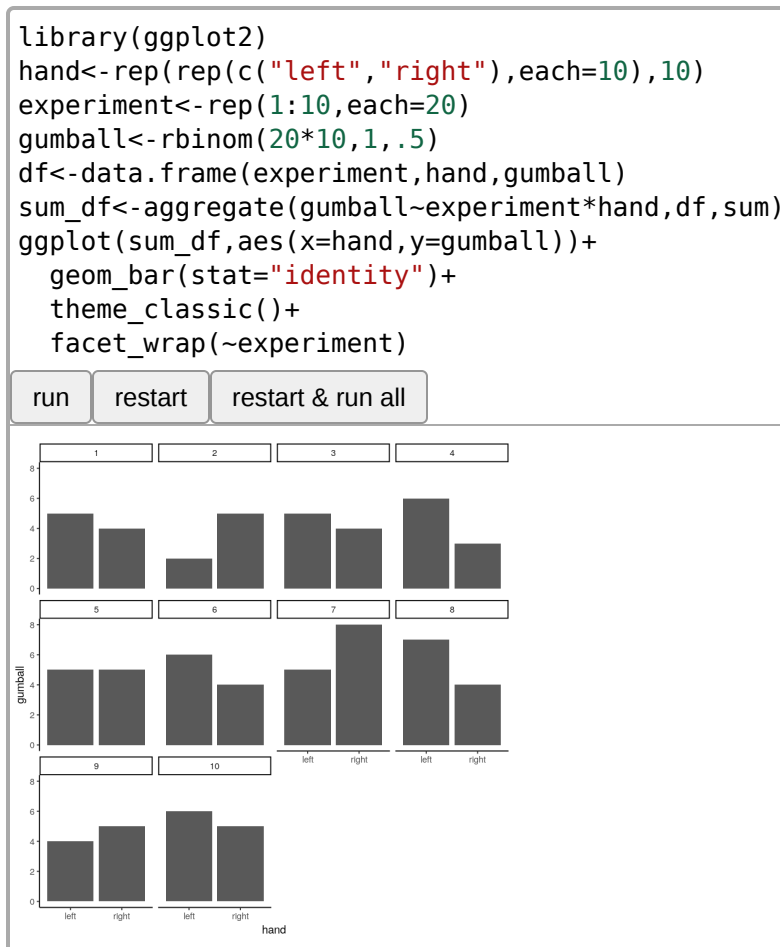 library(ggplot2)
hand<-rep(rep(c("left","right"),each=10),10)
experiment<-rep(1:10,each=20)
gumball<-rbinom(20*10,1,.5)
df<-data.frame(experiment,hand,gumball)
sum_df<-aggregate(gumball~experiment*hand,df,sum)
ggplot(sum_df,aes(x=hand,y=gumball))+
  geom_bar(stat="identity")+
  theme_classic()+
  facet_wrap(~experiment)
run restart restart & run all
1 2 3 4
8
6
4
2
0
5 6 7 8
8
6
4
2
0
gumball
left right left right
9 10
8
6
4
2
0
left right left right
hand